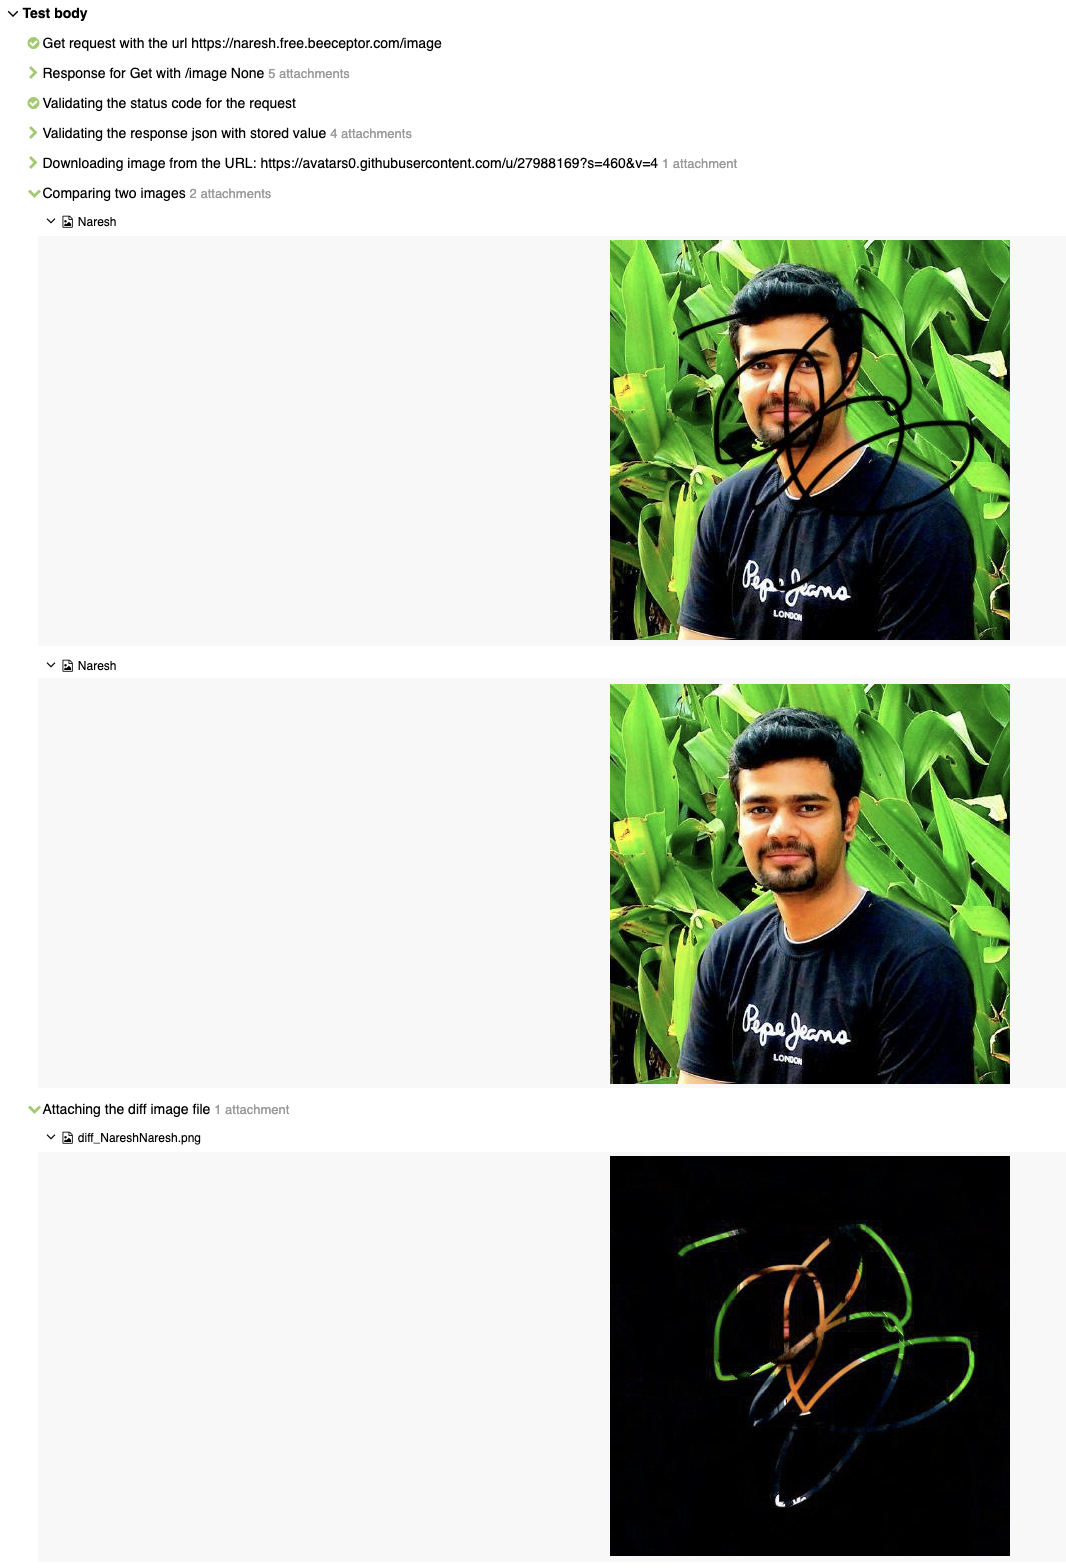 Test body
Get request with the url https://naresh.free.beeceptor.com/image
Response for Get with /image None 5 attachments
Validating the status code for the request
Validating the response json with stored value 4 attachments
Downloading image from the URL: https://avatars0.githubusercontent.com/u/27988169?s=460&v=4 1 attachment
Comparing two images 2 attachments
Naresh
Pepe Jeans
LONDON
Naresh
Pepe Jeans
LONDON
Attaching the diff image file 1 attachment
diff_NareshNaresh.png